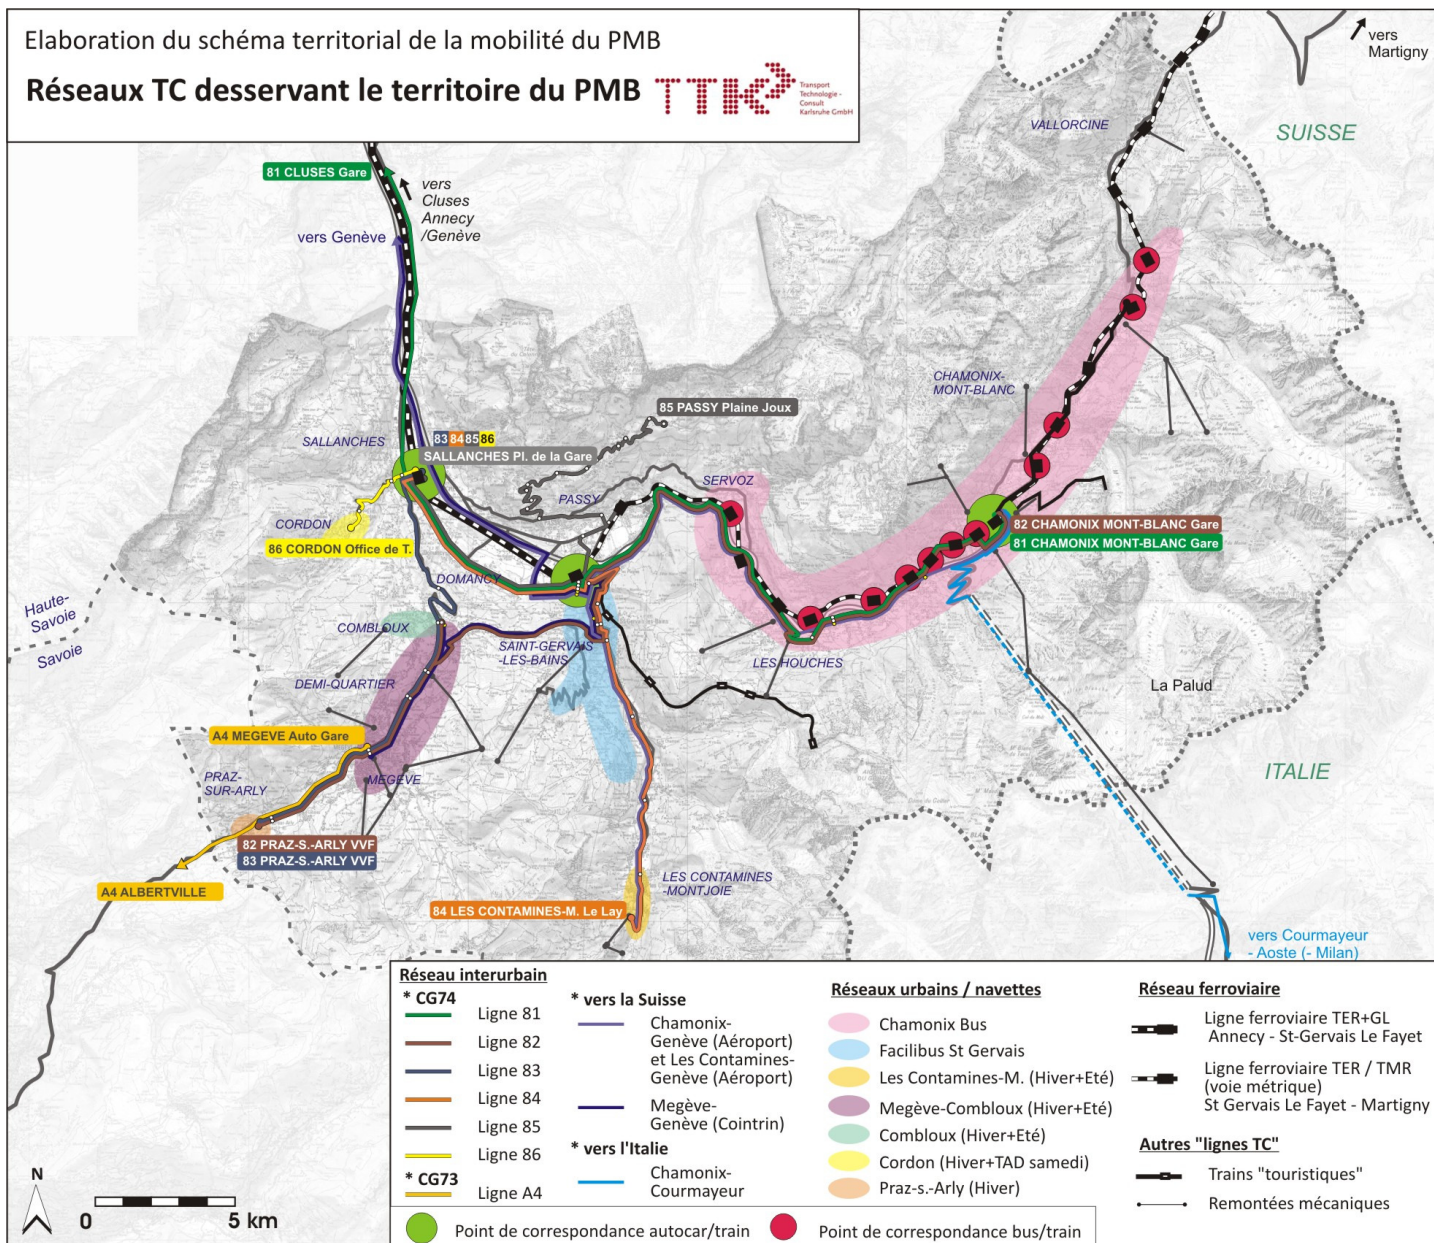 Elaboration du schéma territorial de la mobilité du PMB
Réseaux TC desservant le territoire du PMB
TTK
Transport
Technologie -
Consult
Karlsruhe GmbH
vers
Martigny
VALLORCINE
SUISSE
81 CLUSES Gare
vers
Cluses
Annecy
/Genève
vers Genève
CHAMONIX-
MONT-BLANC
85 PASSY Plaine Joux
SALLANCHES
83 84 85 86
SALLANCHES Pl. de la Gare
PASSY
SERVOZ
CORDON
86 CORDON Office de T.
82 CHAMONIX MONT-BLANC Gare
81 CHAMONIX MONT-BLANC Gare
DOMANCY
Haute-
Savoie
Savoie
COMBLOUX
SAINT-GERVAIS
-LES-BAINS
LES HOUCHES
DEMI-QUARTIER
La Palud
A4 MEGEVE Auto Gare
PRAZ-
SUR-ARLY
MEGEVE
ITALIE
82 PRAZ-S.-ARLY VVF
83 PRAZ-S.-ARLY VVF
A4 ALBERTVILLE
LES CONTAMINES
-MONTJOIE
84 LES CONTAMINES-M. Le Lay
vers Courmayeur
- Aoste (- Milan)
Réseau interurbain
* CG74
Ligne 81
Ligne 82
Ligne 83
Ligne 84
Ligne 85
Ligne 86
* CG73
Ligne A4
* vers la Suisse
Chamonix-
Genève (Aéroport)
et Les Contamines-
Genève (Aéroport)
Megève-
Genève (Cointrin)
* vers l'Italie
Chamonix-
Courmayeur
Réseaux urbains / navettes
Chamonix Bus
Facilibus St Gervais
Les Contamines-M. (Hiver+Eté)
Megève-Combloux (Hiver+Eté)
Combloux (Hiver+Eté)
Cordon (Hiver+TAD samedi)
Praz-s.-Arly (Hiver)
Réseau ferroviaire
Ligne ferroviaire TER+GL
Annecy - St-Gervais Le Fayet
Ligne ferroviaire TER / TMR
(voie métrique)
St Gervais Le Fayet - Martigny
Autres "lignes TC"
Trains "touristiques"
Remontées mécaniques
N
0 5 km
Point de correspondance autocar/train
Point de correspondance bus/train